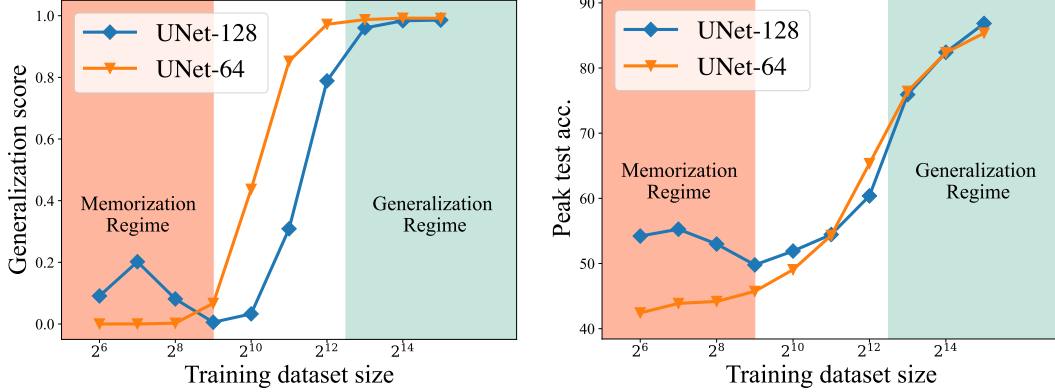 Generalization score
1.0
0.8
0.6
0.4
0.2
0.0
UNet-128
UNet-64
Memorization
Regime
Generalization
Regime
2^6
2^8
2^10
2^12
2^14
Training dataset size
Peak test acc.
90
80
70
60
50
40
UNet-128
UNet-64
Memorization
Regime
Generalization
Regime
2^6
2^8
2^10
2^12
2^14
Training dataset size